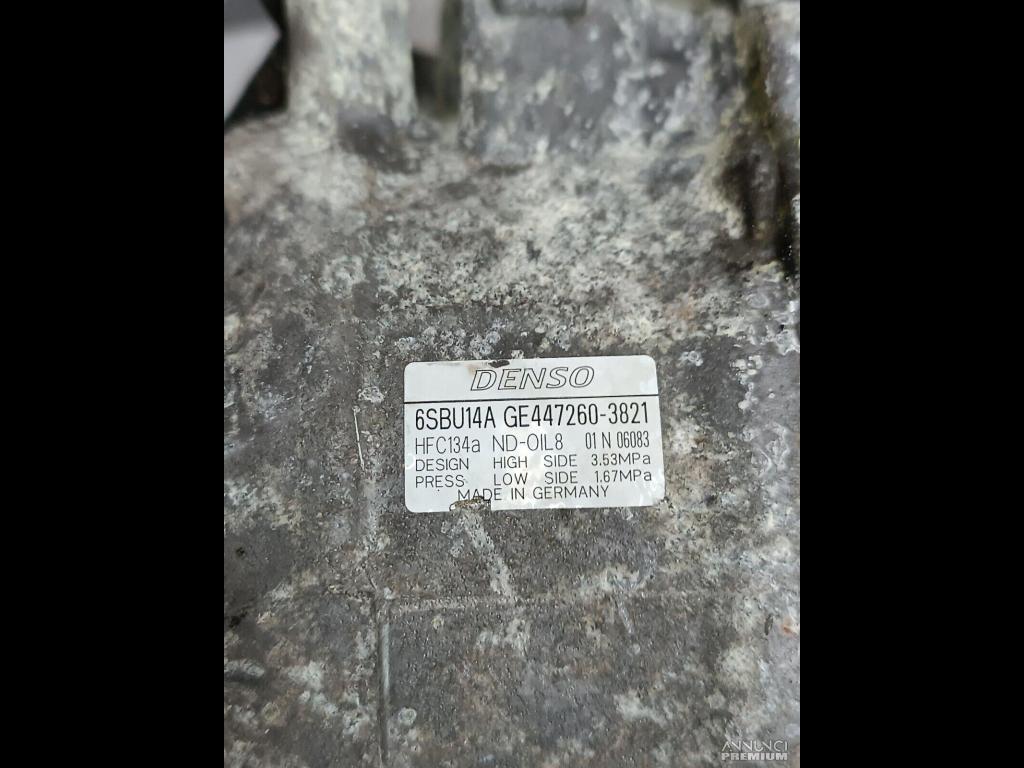 DENSO
6SBU14A GE447260-3821
HFC134a ND-OIL8 01 N 06083
DESIGN HIGH SIDE 3.53MPa
PRESS LOW SIDE 1.67MPa
MADE IN GERMANY
ANNUNCI
PREMIUM